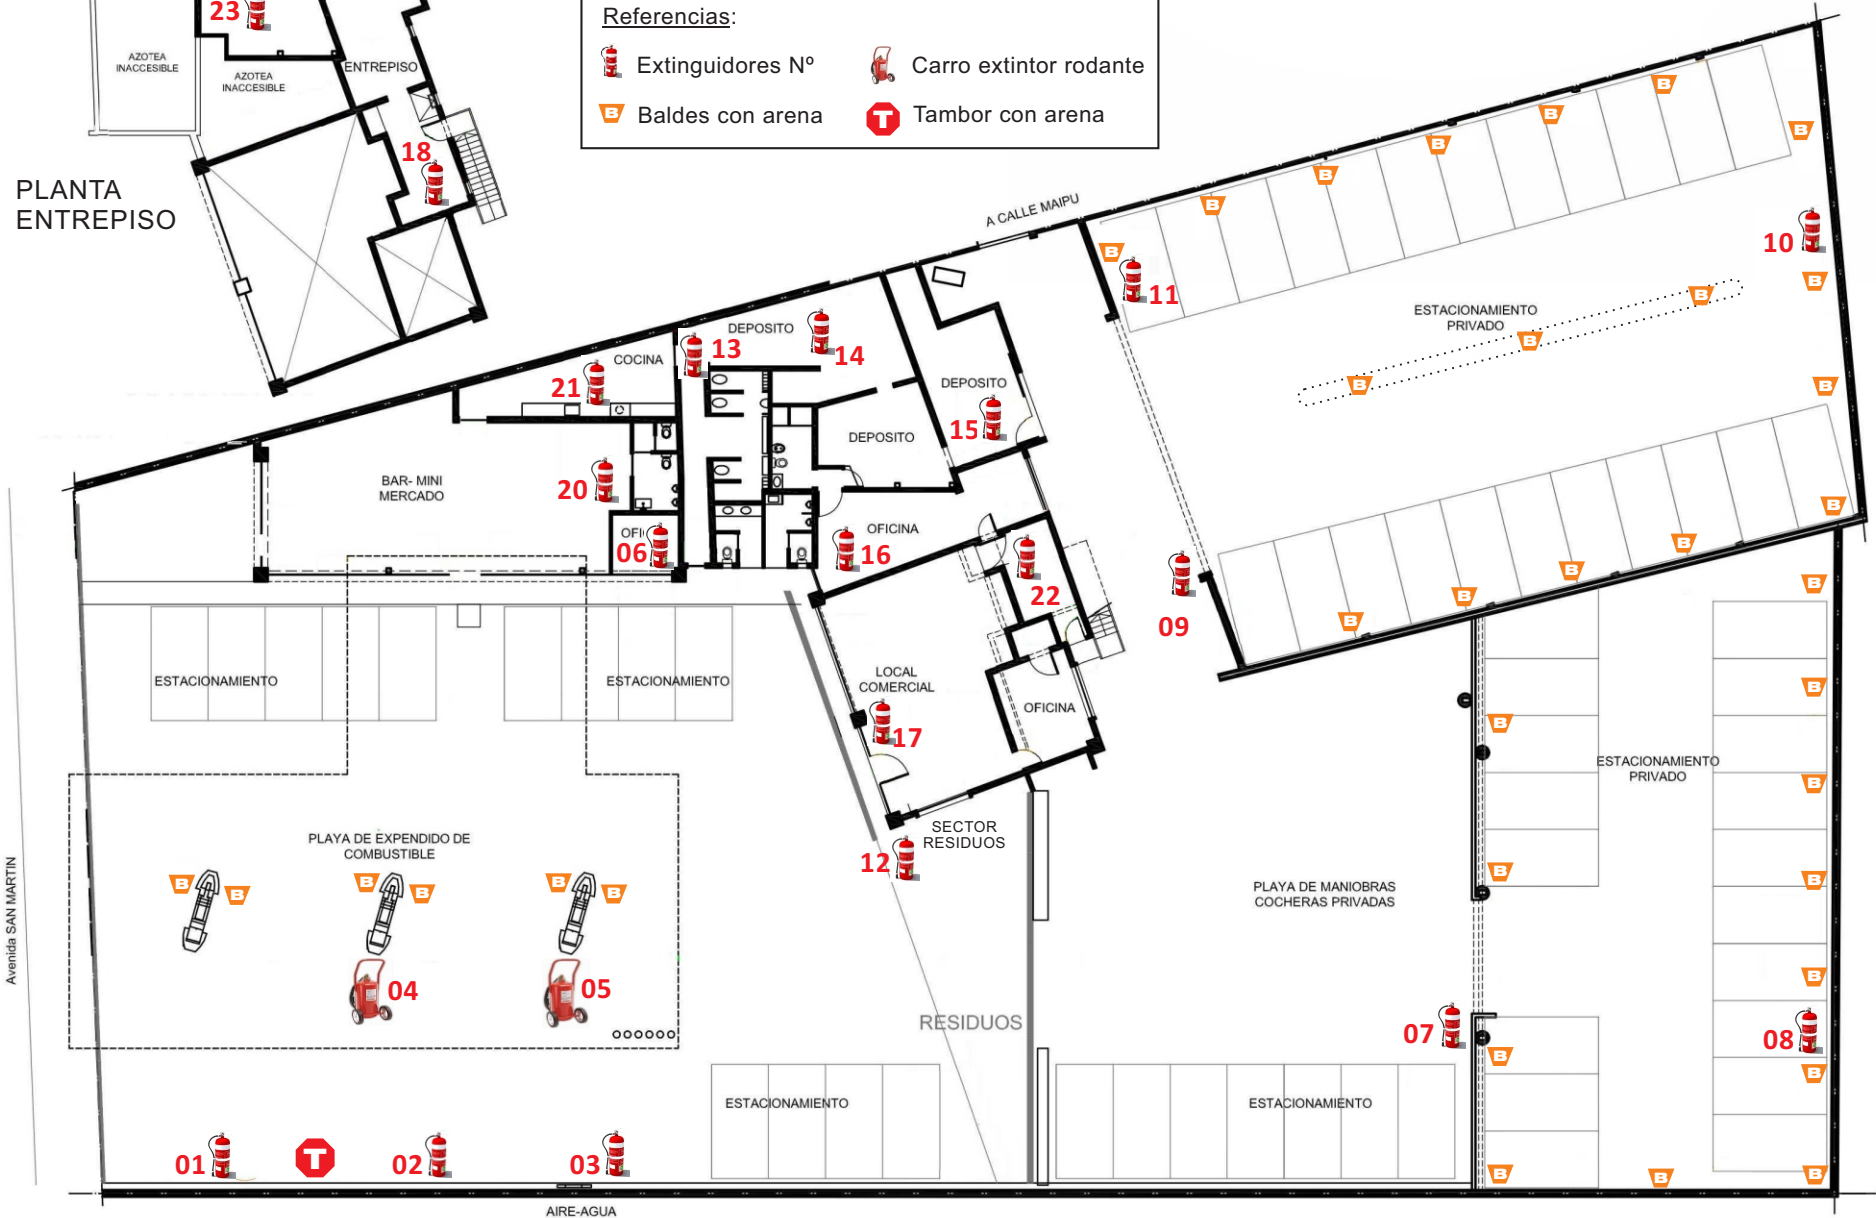 23
AZOTEA
INACCESIBLE
AZOTEA
INACCESIBLE
ENTREPISO
18
PLANTA
ENTREPISO
Referencias:
Extinguidores Nº
Carro extintor rodante
B Baldes con arena
T Tambor con arena
A CALLE MAIPU
B
B
B
B
B
B
B
10
11
B
ESTACIONAMIENTO
PRIVADO
B
B
B
B
DEPOSITO
13
14
COCINA
21
DEPOSITO
15
DEPOSITO
BAR- MINI
MERCADO
20
OFI
06
OFICINA
16
22
09
B
B
B
B
B
B
ESTACIONAMIENTO
ESTACIONAMIENTO
LOCAL
COMERCIAL
17
OFICINA
B
B
B
ESTACIONAMIENTO
PRIVADO
B
PLAYA DE EXPENDIDO DE
COMBUSTIBLE
SECTOR
RESIDUOS
12
B
B
B
B
B
B
B
B
PLAYA DE MANIOBRAS
COCHERAS PRIVADAS
Avenida SAN MARTIN
04
05
RESIDUOS
B
07
08
B
B
ESTACIONAMIENTO
ESTACIONAMIENTO
01
T
02
03
B
B
B
AIRE-AGUA